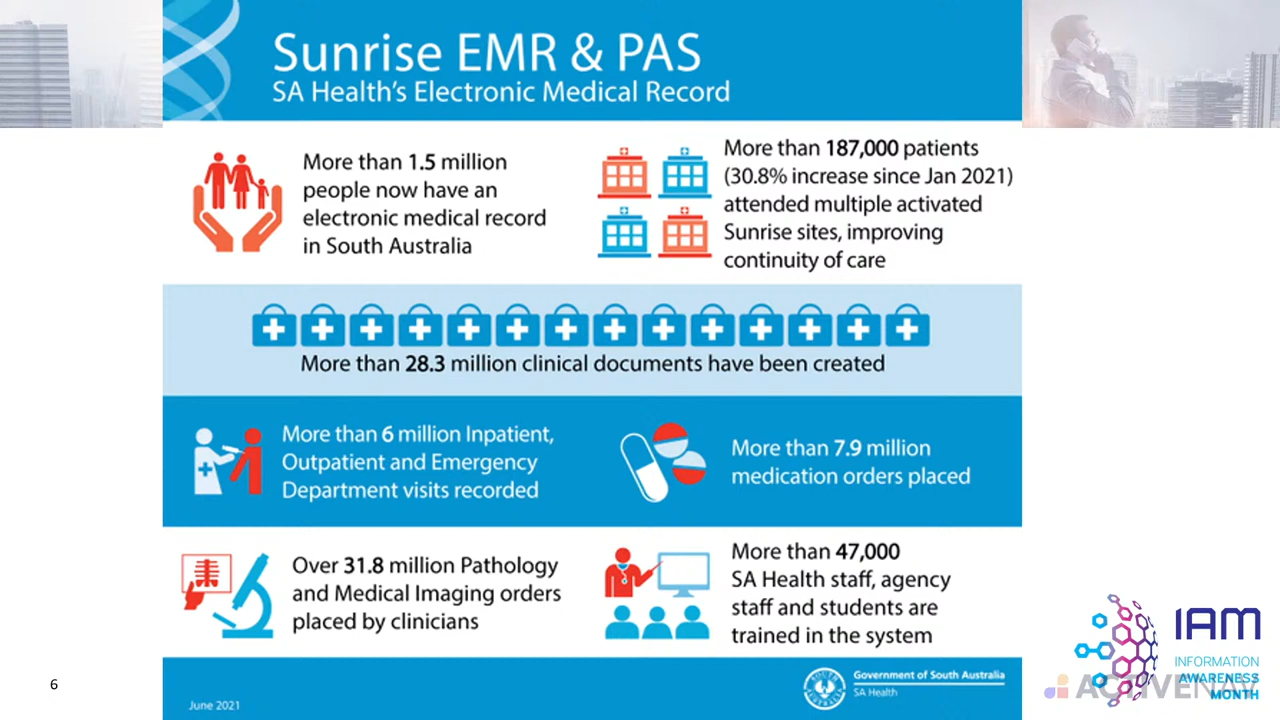 Sunrise EMR & PAS
SA Health's Electronic Medical Record
More than 1.5 million
people now have an
electronic medical record
in South Australia
More than 187,000 patients
(30.8% increase since Jan 2021)
attended multiple activated
Sunrise sites, improving
continuity of care
More than 28.3 million clinical documents have been created
More than 6 million Inpatient,
Outpatient and Emergency
Department visits recorded
More than 7.9 million
medication orders placed
Over 31.8 million Pathology
and Medical Imaging orders
placed by clinicians
More than 47,000
SA Health staff, agency
staff and students are
trained in the system
June 2021
SOUTH
AUSTRALIA
Government of South Australia
SA Health
6
IAM
INFORMATION
AWARENESS
MONTH
ACTIVENAV